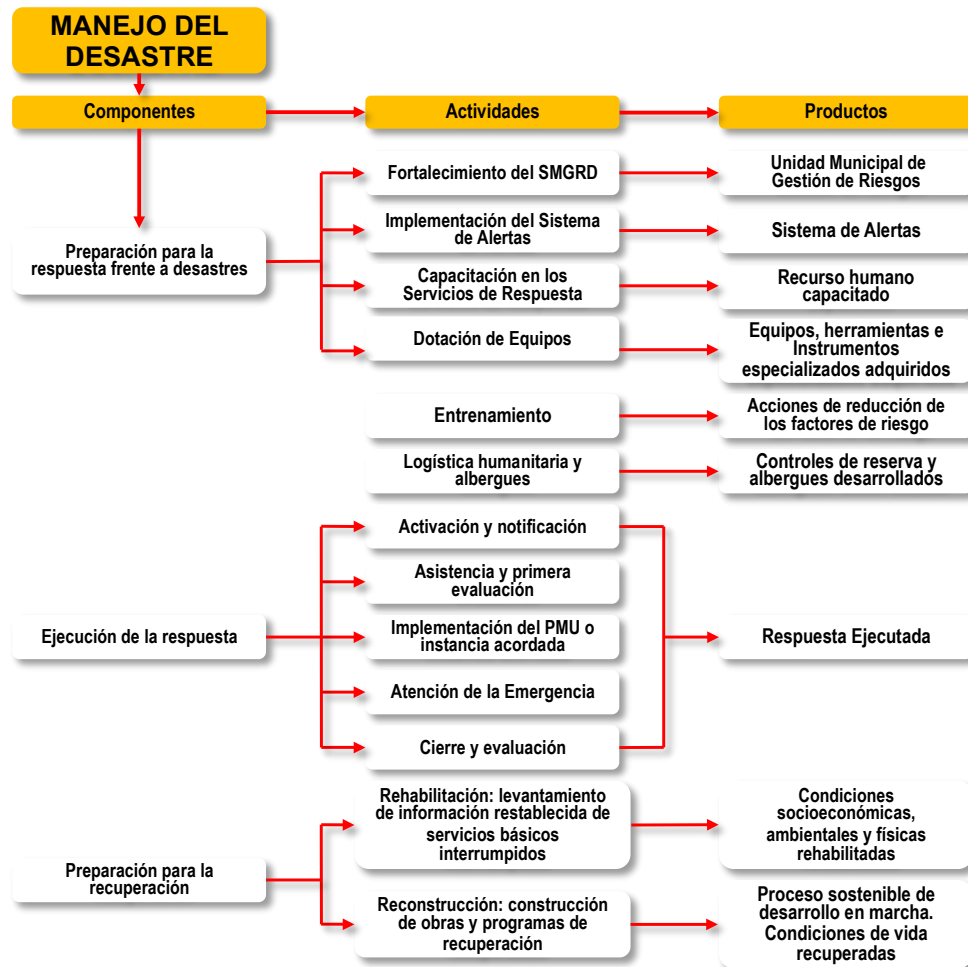 MANEJO DEL
DESASTRE
Componentes
Actividades
Productos
Preparación para la
respuesta frente a desastres
Fortalecimiento del SMGRD
Unidad Municipal de
Gestión de Riesgos
Implementación del Sistema
de Alertas
Sistema de Alertas
Capacitación en los
Servicios de Respuesta
Recurso humano
capacitado
Dotación de Equipos
Equipos, herramientas e
Instrumentos
especializados adquiridos
Entrenamiento
Acciones de reducción de
los factores de riesgo
Logística humanitaria y
albergues
Controles de reserva y
albergues desarrollados
Ejecución de la respuesta
Activación y notificación
Asistencia y primera
evaluación
Implementación del PMU o
instancia acordada
Atención de la Emergencia
Cierre y evaluación
Respuesta Ejecutada
Preparación para la
recuperación
Rehabilitación: levantamiento
de información restablecida de
servicios básicos
interrumpidos
Condiciones
socioeconómicas,
ambientales y físicas
rehabilitadas
Reconstrucción: construcción
de obras y programas de
recuperación
Proceso sostenible de
desarrollo en marcha.
Condiciones de vida
recuperadas